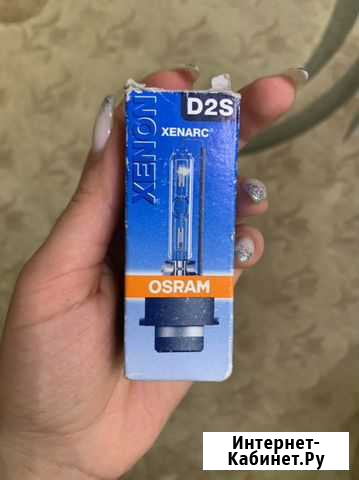 D2S
XENARC®
XENON
OSRAM
Интернет-
Кабинет.Ру